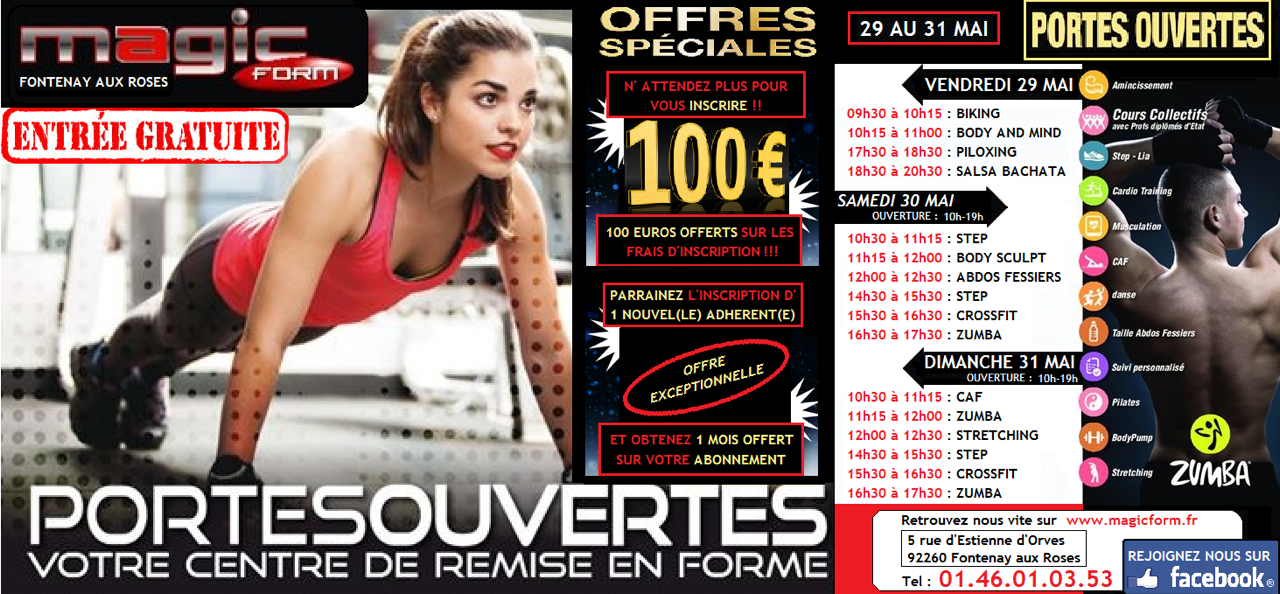 magic
FORM
FONTENAY AUX ROSES
ENTRÉE GRATUITE
PORTESOUVERTES
VOTRE CENTRE DE REMISE EN FORME
OFFRES
SPÉCIALES
N' ATTENDEZ PLUS POUR
VOUS INSCRIRE !!
100€
100 EUROS OFFERTS SUR LES
FRAIS D'INSCRIPTION !!!
PARRAINEZ L'INSCRIPTION D'
1 NOUVEL(LE) ADHERENT(E)
OFFRE
EXCEPTIONNELLE
ET OBTENEZ 1 MOIS OFFERT
SUR VOTRE ABONNEMENT
29 AU 31 MAI
PORTES OUVERTES
VENDREDI 29 MAI
09h30 à 10h15 : BIKING
10h15 à 11h00 : BODY AND MIND
17h30 à 18h30 : PILOXING
18h30 à 20h30 : SALSA BACHATA
SAMEDI 30 MAI
OUVERTURE : 10h-19h
10h30 à 11h15 : STEP
11h15 à 12h00 : BODY SCULPT
12h00 à 12h30 : ABDOS FESSIERS
14h30 à 15h30 : STEP
15h30 à 16h30 : CROSSFIT
16h30 à 17h30 : ZUMBA
DIMANCHE 31 MAI
OUVERTURE : 10h-19h
10h30 à 11h15 : CAF
11h15 à 12h00 : ZUMBA
12h00 à 12h30 : STRETCHING
14h30 à 15h30 : STEP
15h30 à 16h30 : CROSSFIT
16h30 à 17h30 : ZUMBA
Amincissement
Cours Collectifs
avec Profs diplômés d'Etat
Step - Lia
Cardio Training
Musculation
CAF
danse
Taille Abdos Fessiers
Suivi personnalisé
Pilates
BodyPump
Stretching
ZUMBA
Retrouvez nous vite sur www.magicform.fr
5 rue d'Estienne d'Orves
92260 Fontenay aux Roses
Tel : 01.46.01.03.53
REJOIGNEZ NOUS SUR
facebook®